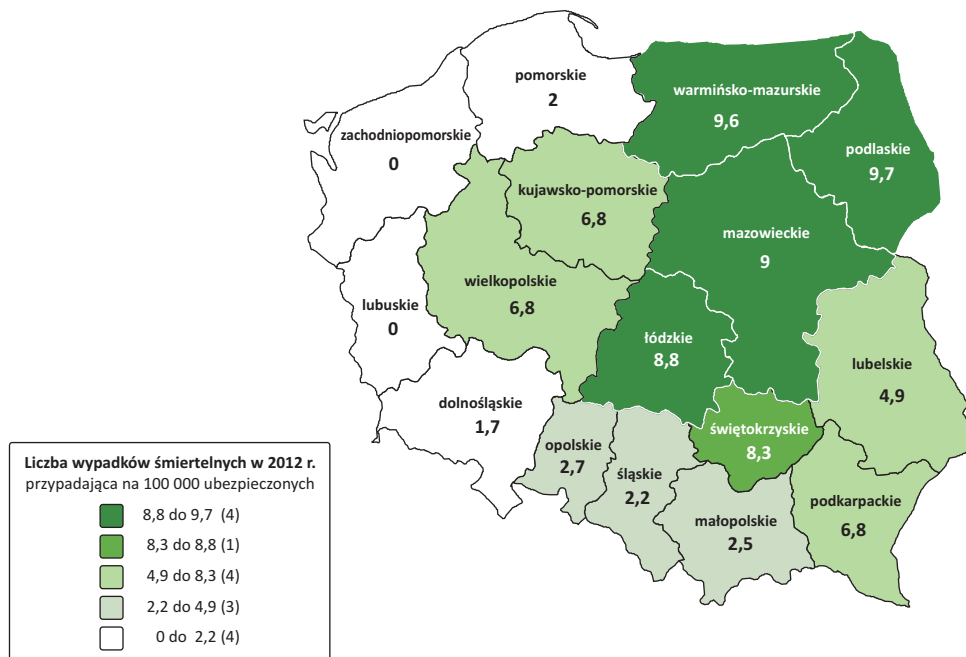 pomorskie
2
warmińsko-mazurskie
9,6
zachodniopomorskie
0
podlaskie
9,7
kujawsko-pomorskie
6,8
mazowieckie
9
wielkopolskie
6,8
lubuskie
0
łódzkie
8,8
lubelskie
4,9
dolnośląskie
1,7
świętokrzyskie
8,3
opolskie
2,7
śląskie
2,2
małopolskie
2,5
podkarpackie
6,8
Liczba wypadków śmiertelnych w 2012 r.
przypadająca na 100 000 ubezpieczonych
8,8 do 9,7 (4)
8,3 do 8,8 (1)
4,9 do 8,3 (4)
2,2 do 4,9 (3)
0 do 2,2 (4)